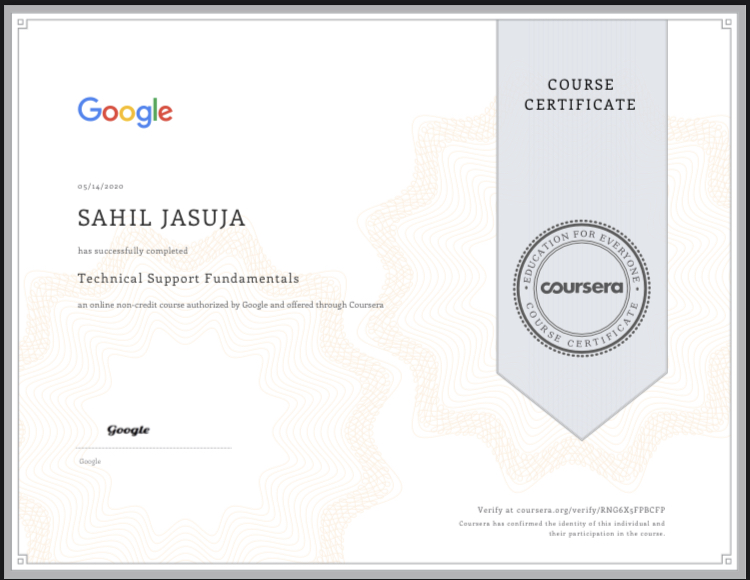 COURSE
CERTIFICATE
Google
05/14/2020
SAHIL JASUJA
has successfully completed
Technical Support Fundamentals
an online non-credit course authorized by Google and offered through Coursera
EDUCATION FOR EVERYONE
coursera
COURSE CERTIFICATE
Google
Google
Verify at coursera.org/verify/RNG6X5FPBCFP
Coursera has confirmed the identity of this individual and
their participation in the course.